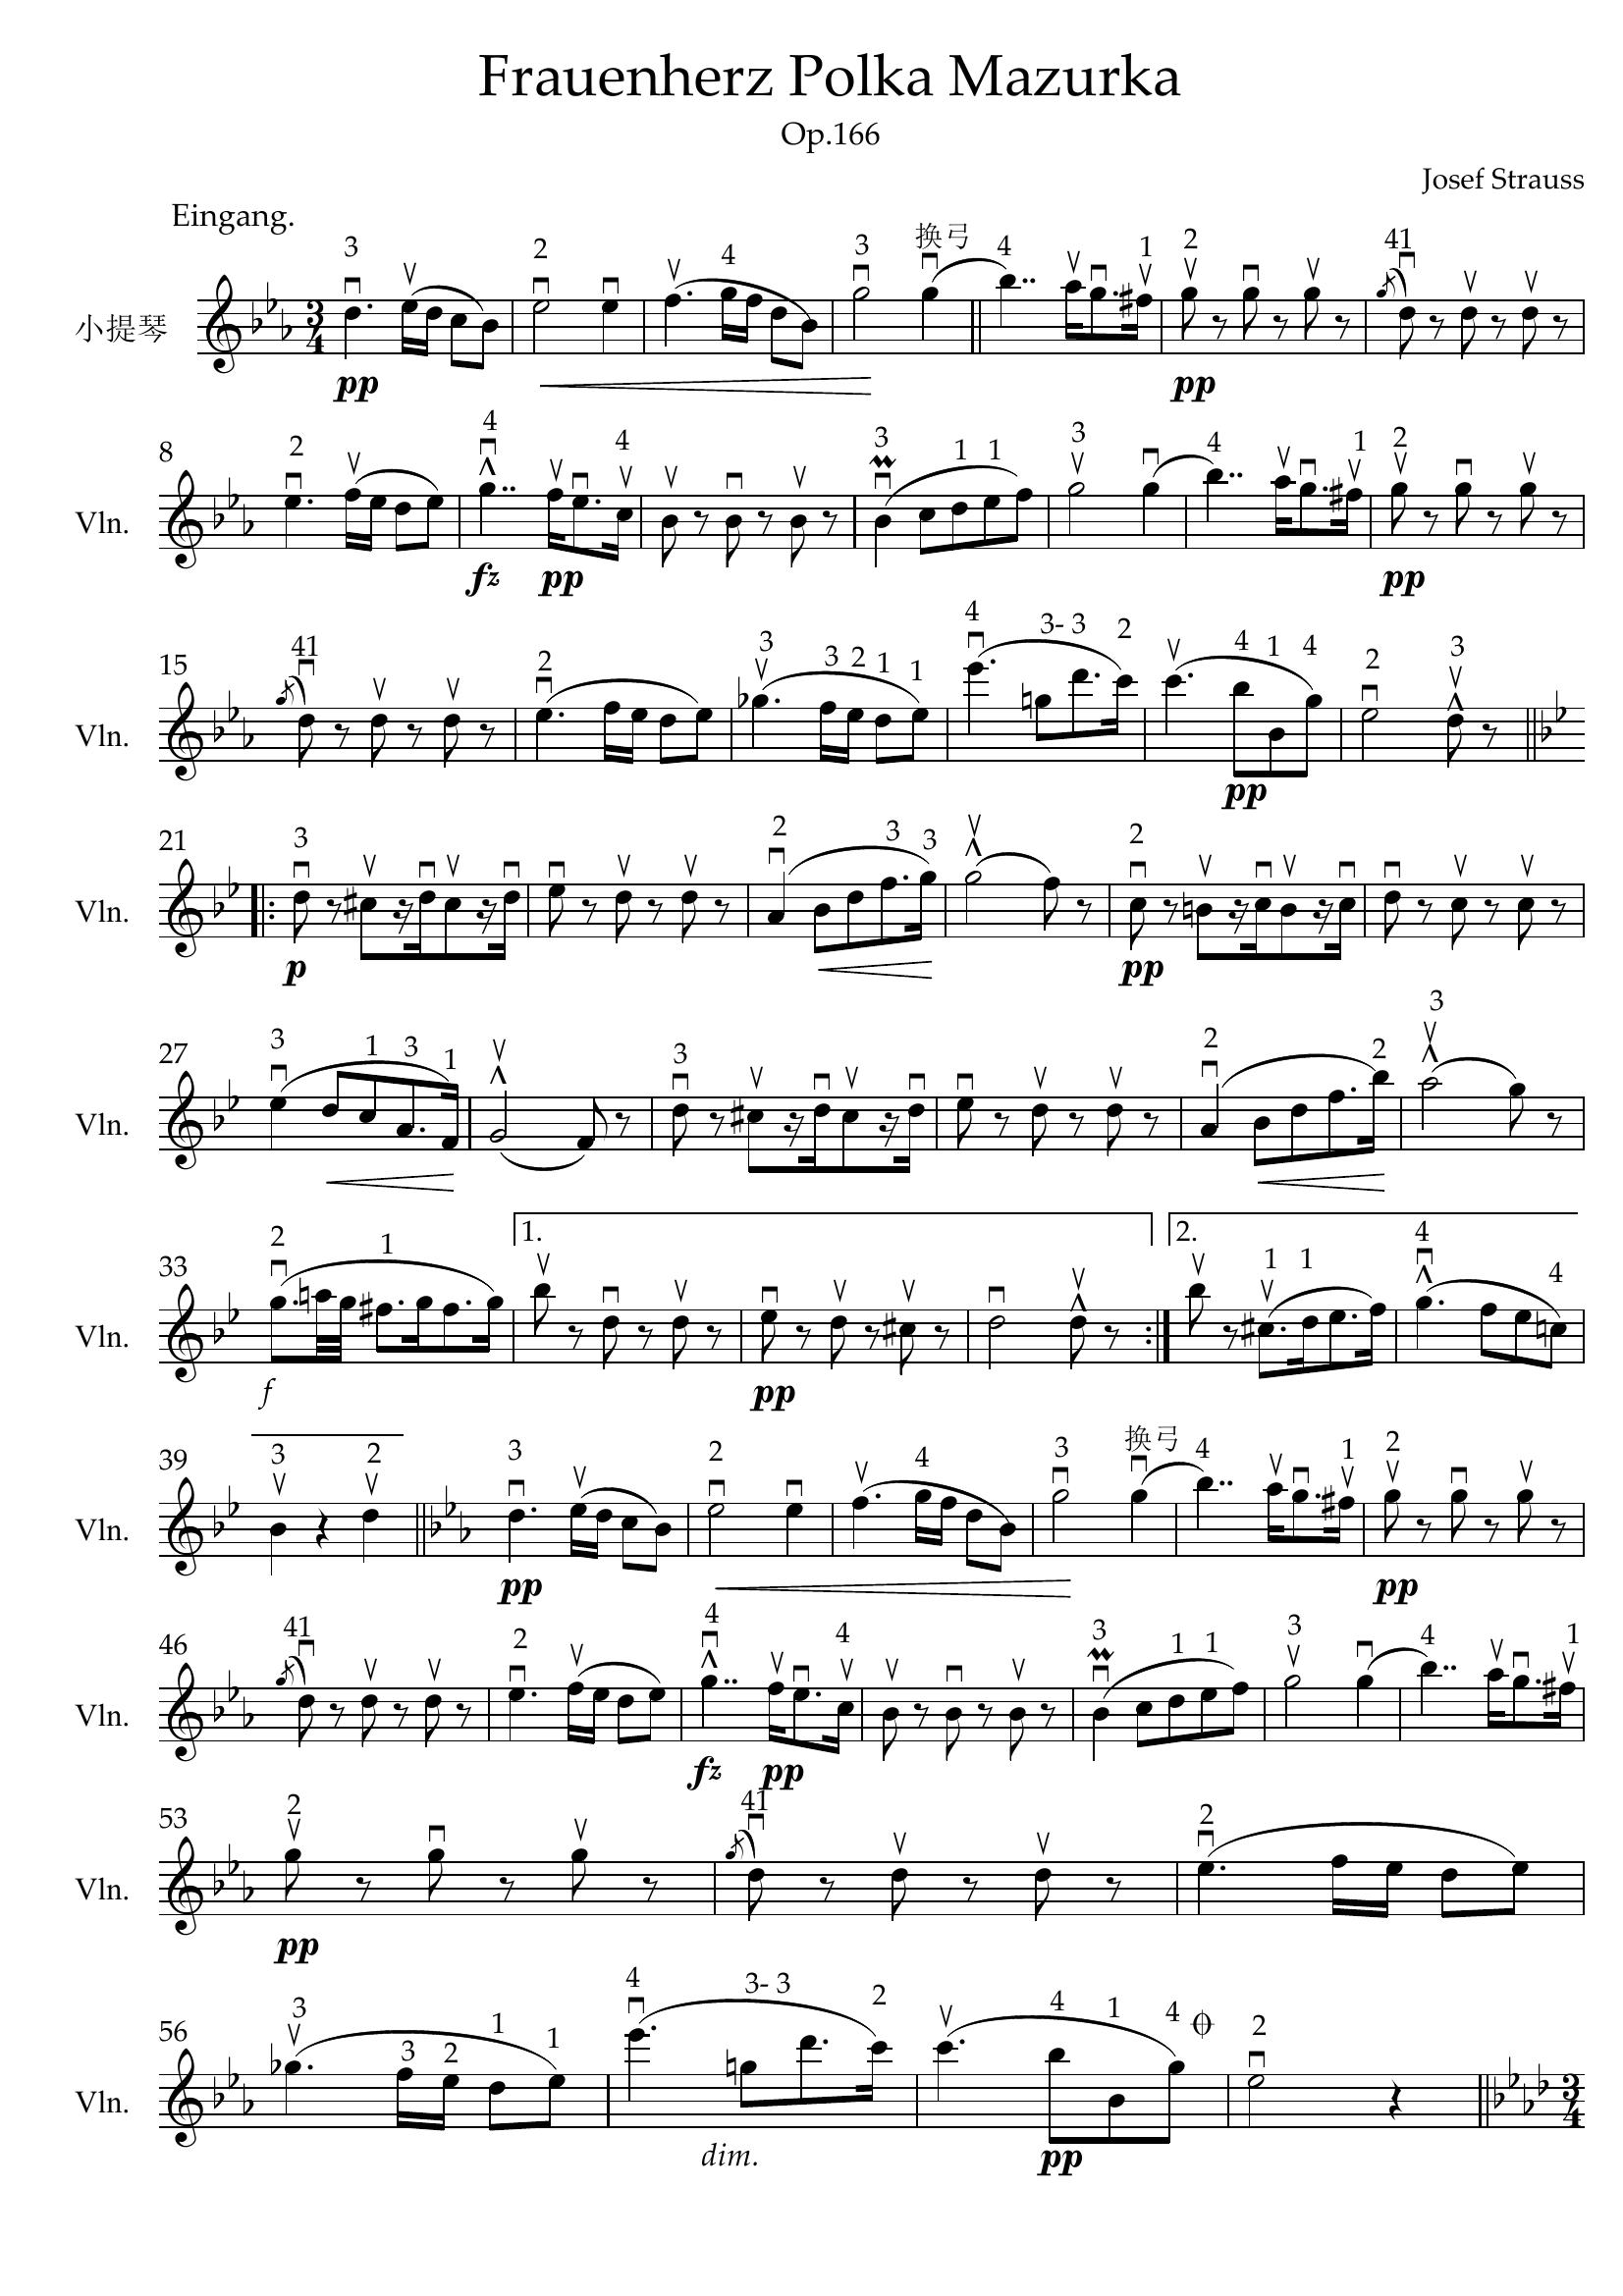 Frauenherz Polka Mazurka
Op.166
Josef Strauss
Eingang.
3 2 4 3 换弓 4 1 2 41
小提琴 3 4
pp pp
8 2 4 4 3 1 1 3 4 1 2
Vln.
fz pp pp
15 41 2 3 3 2 1 1 4 3- 3 2 4 1 4 2 3
Vln.
pp
21 3 2 3 3 2
Vln.
p pp
27 3 1 3 1 3 2 2 3
Vln.
33 2 1 1. 2. 1 1 4 4
Vln.
f pp
39 3 2 3 2 4 3 换弓 4 1 2
Vln.
pp pp
46 41 2 4 4 3 1 1 3 4 1
Vln.
fz pp
53 2 41 2
Vln.
pp
56 3 3 2 1 1 4 3- 3 2 4 1 4 2
Vln. 3 4
dim. pp